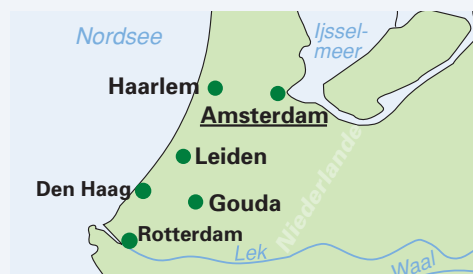 Nordsee
Ijssel-
meer
Haarlem
Amsterdam
Leiden
Niederlande
Den Haag
Gouda
Rotterdam
Lek
Waal